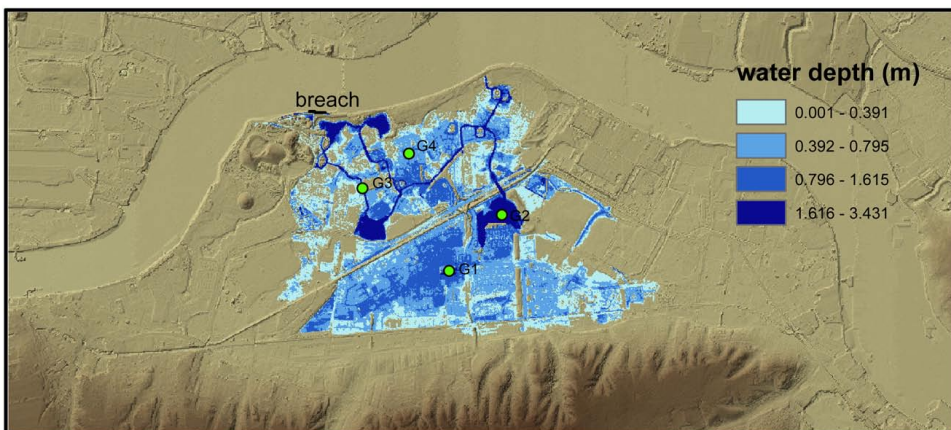 water depth (m)
0.001 - 0.391
0.392 - 0.795
0.796 - 1.615
1.616 - 3.431
breach
G4
G3
G2
G1